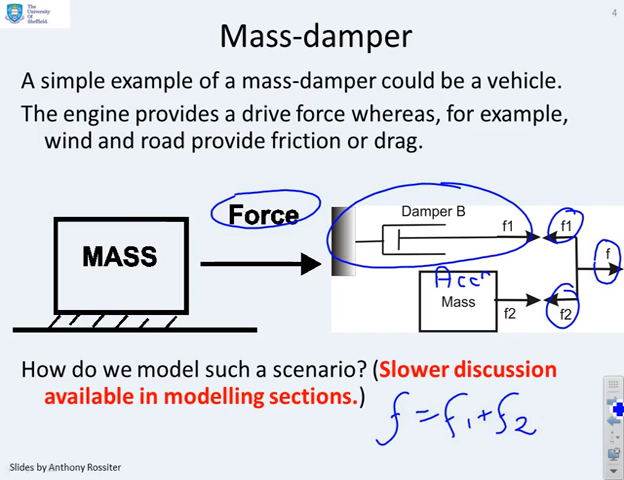 The
University
Of
Sheffield.
4
Mass-damper
A simple example of a mass-damper could be a vehicle.
The engine provides a drive force whereas, for example,
wind and road provide friction or drag.
Force
MASS
Damper B
f1
f1
f
Accn
Mass
f2
f2
How do we model such a scenario? (Slower discussion
available in modelling sections.)
f = f1 + f2
Slides by Anthony Rossiter